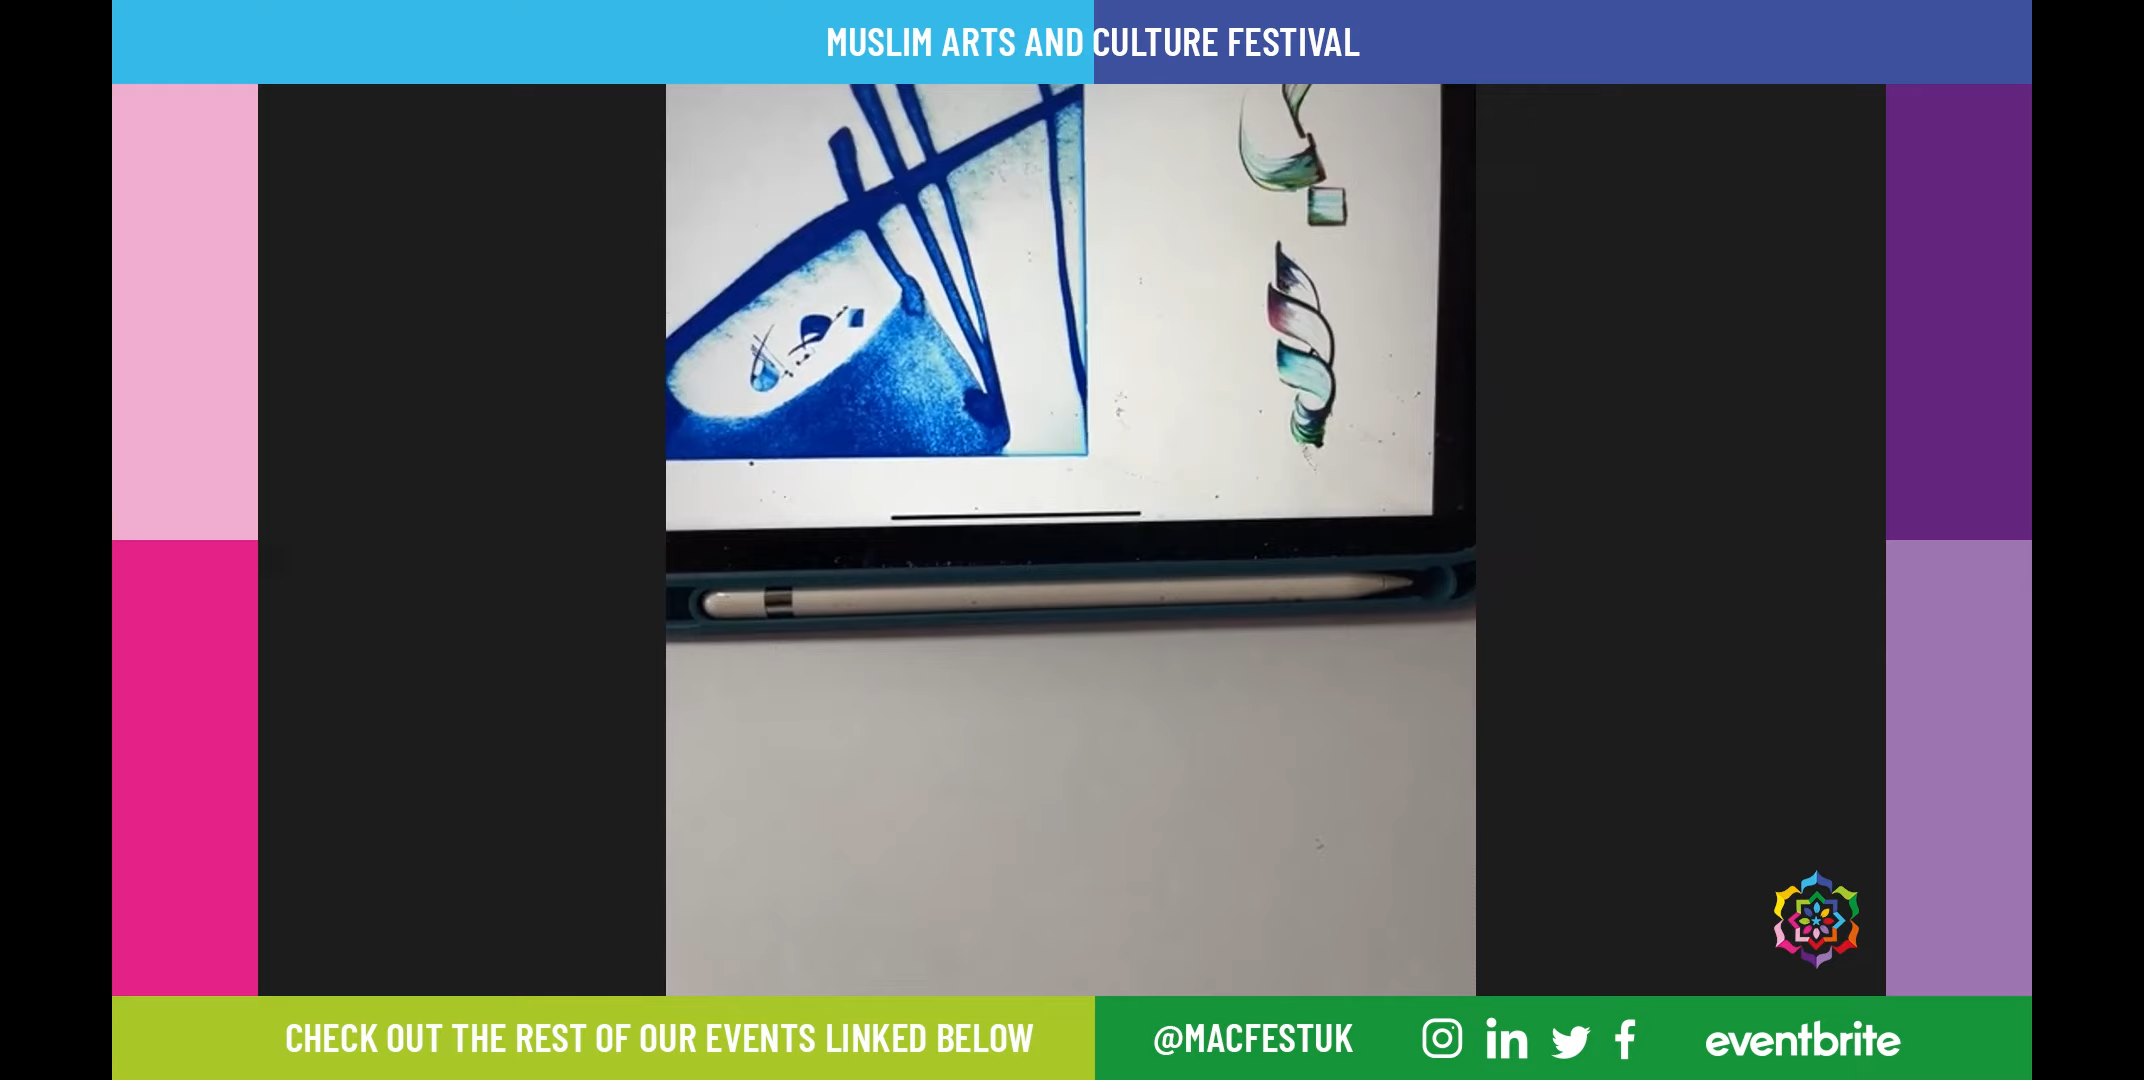 MUSLIM ARTS AND CULTURE FESTIVAL
CHECK OUT THE REST OF OUR EVENTS LINKED BELOW
@MACFESTUK
eventbrite